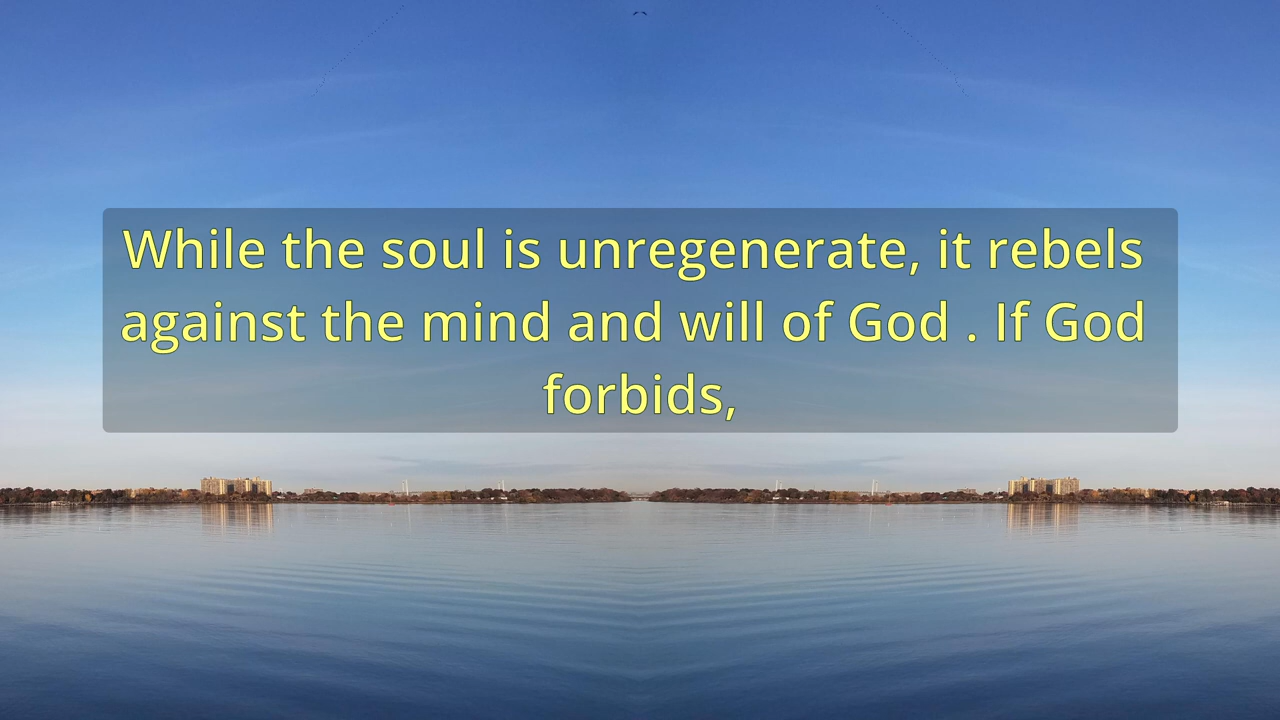 While the soul is unregenerate, it rebels
against the mind and will of God . If God
forbids,